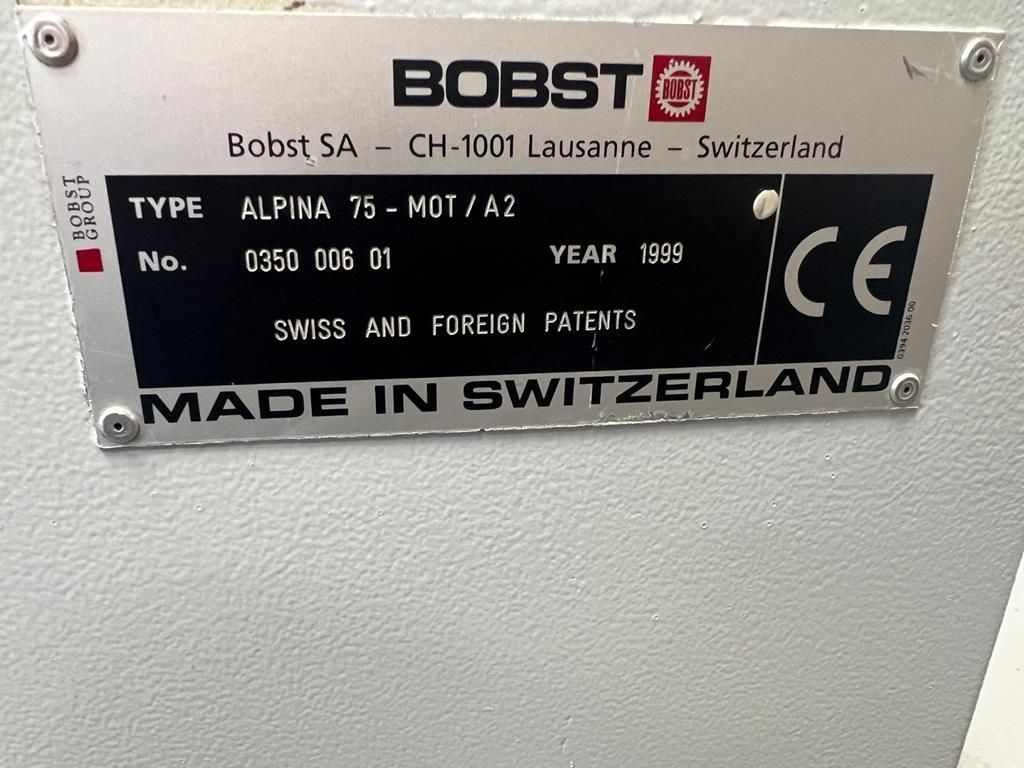 BOBST BOBST
Bobst SA – CH-1001 Lausanne – Switzerland
BOBST
GROUP
TYPE ALPINA 75 - MOT / A2
No. 0350 006 01 YEAR 1999
SWISS AND FOREIGN PATENTS
CE
0394 2036 00
MADE IN SWITZERLAND